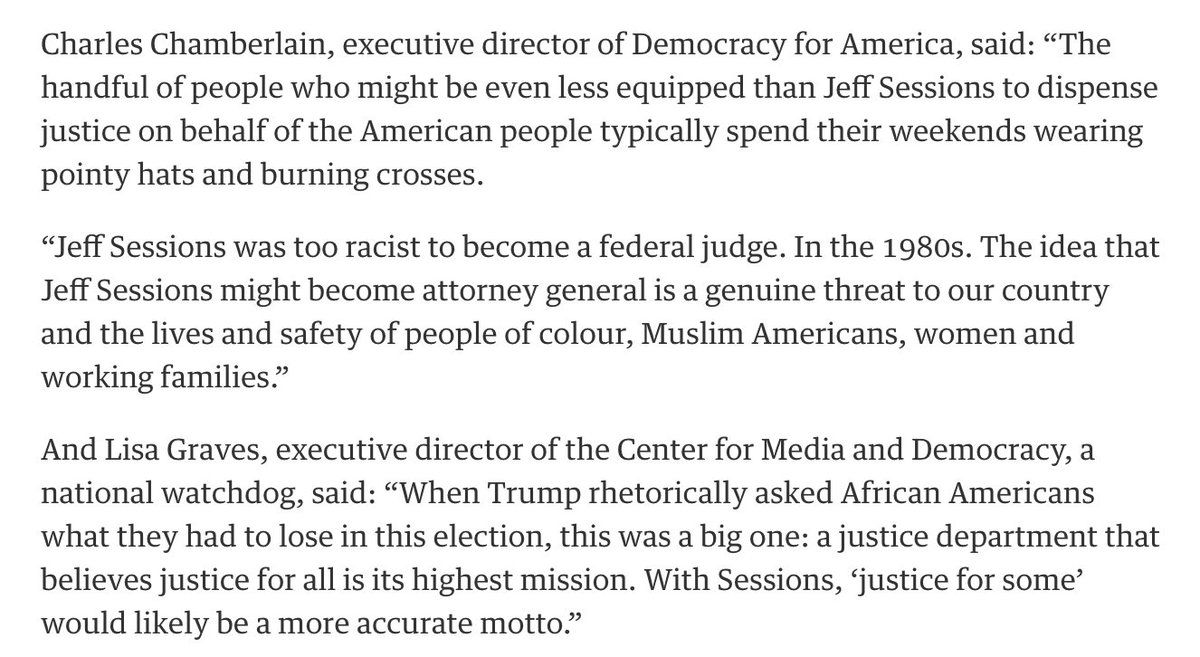 Charles Chamberlain, executive director of Democracy for America, said: “The
handful of people who might be even less equipped than Jeff Sessions to dispense
justice on behalf of the American people typically spend their weekends wearing
pointy hats and burning crosses.
“Jeff Sessions was too racist to become a federal judge. In the 1980s. The idea that
Jeff Sessions might become attorney general is a genuine threat to our country
and the lives and safety of people of colour, Muslim Americans, women and
working families.”
And Lisa Graves, executive director of the Center for Media and Democracy, a
national watchdog, said: “When Trump rhetorically asked African Americans
what they had to lose in this election, this was a big one: a justice department that
believes justice for all is its highest mission. With Sessions, ‘justice for some’
would likely be a more accurate motto.”